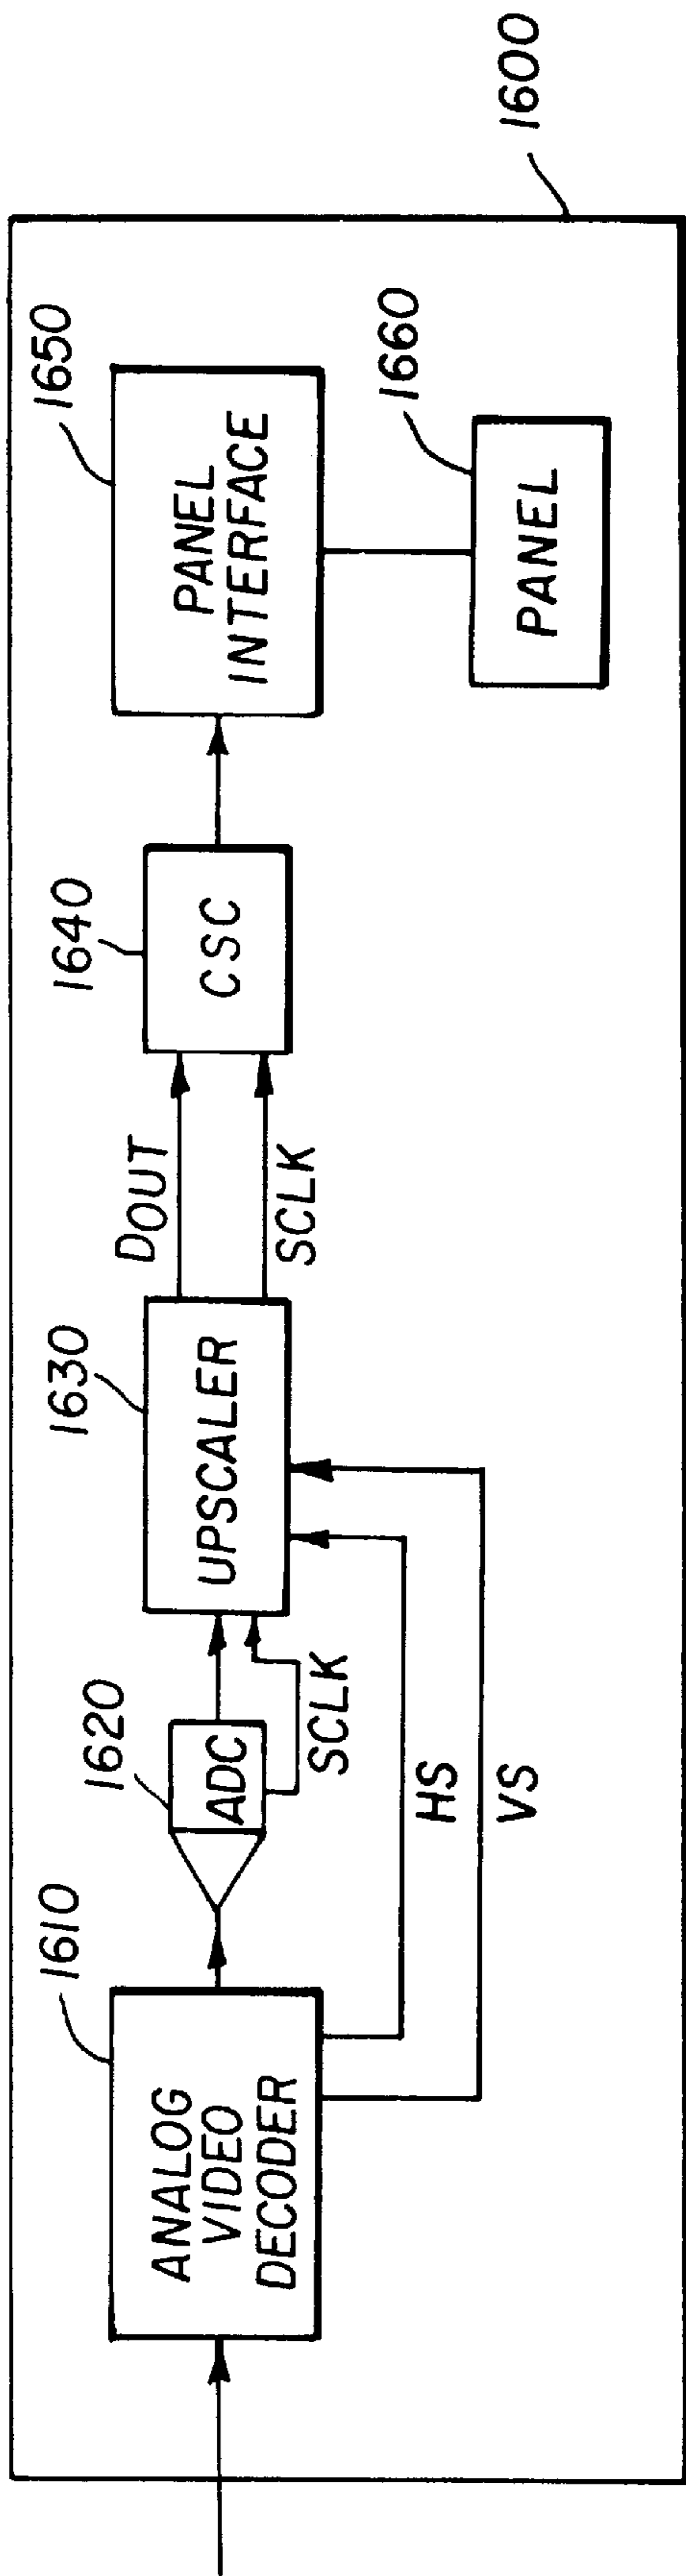 1600
1610
ANALOG
VIDEO
DECODER
1620
ADC
SCLK
HS
VS
1630
UPSCALER
DOUT
SCLK
1640
CSC
1650
PANEL
INTERFACE
1660
PANEL